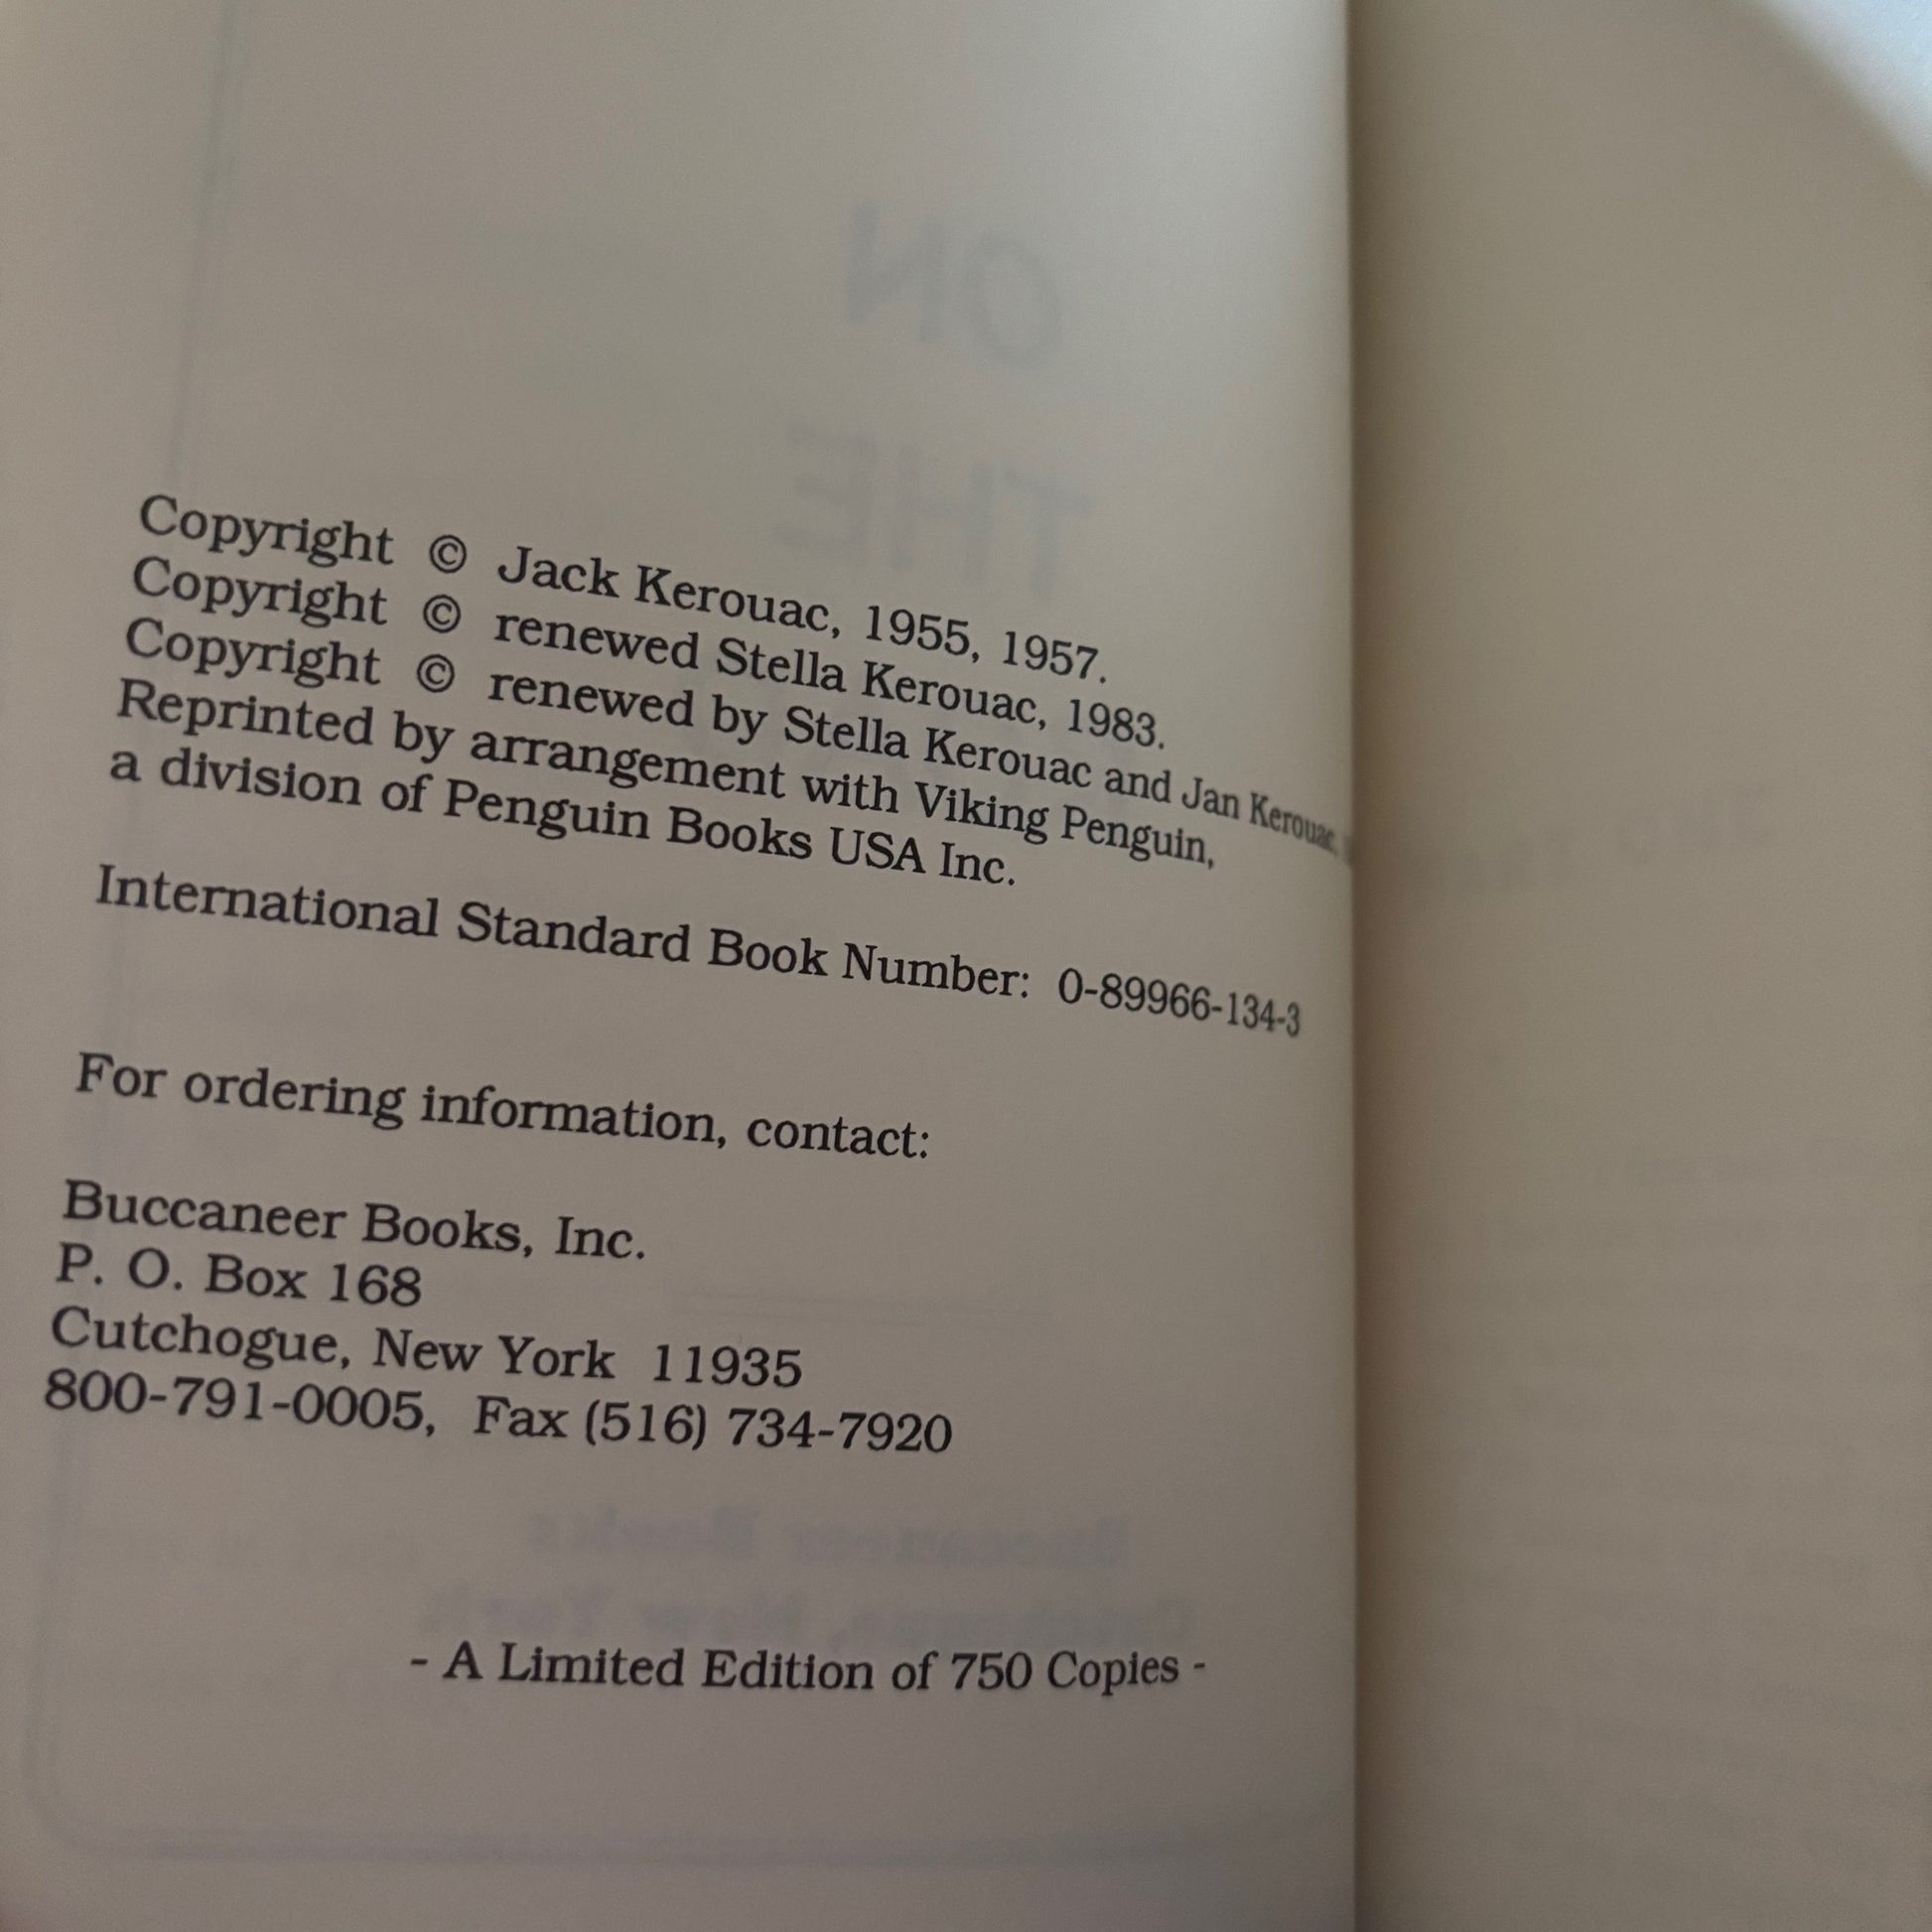 Copyright © Jack Kerouac, 1955, 1957.
Copyright © renewed Stella Kerouac, 1983.
Copyright © renewed by Stella Kerouac and Jan Kerouac,
Reprinted by arrangement with Viking Penguin,
a division of Penguin Books USA Inc.
International Standard Book Number: 0-89966-134-3
For ordering information, contact:
Buccaneer Books, Inc.
P. O. Box 168
Cutchogue, New York 11935
800-791-0005, Fax (516) 734-7920
- A Limited Edition of 750 Copies -